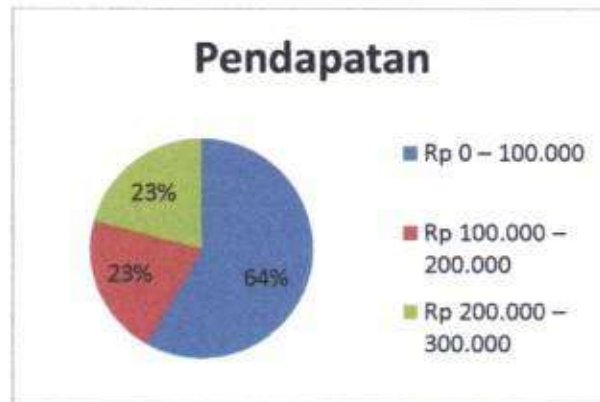 Pendapatan
23%
23%
64%
Rp 0 – 100.000
Rp 100.000 –
200.000
Rp 200.000 –
300.000